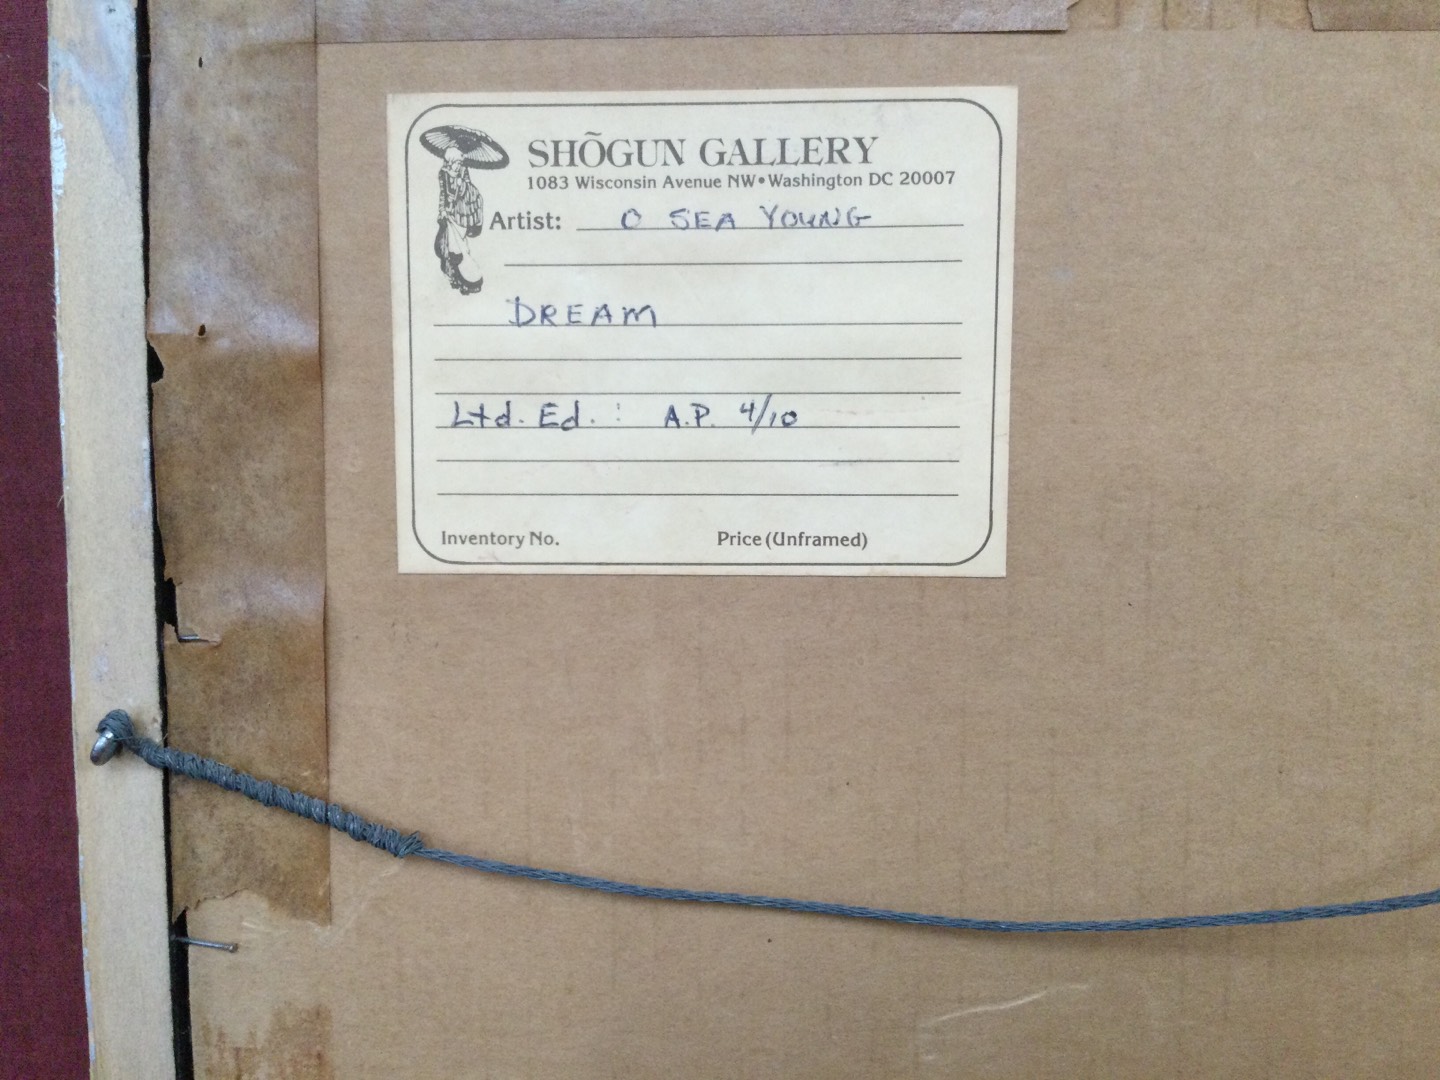 SHÕGUN GALLERY
1083 Wisconsin Avenue NW•Washington DC 20007
Artist: O SEA YOUNG
DREAM
Ltd. Ed. : A.P. 4/10
Inventory No. Price (Unframed)